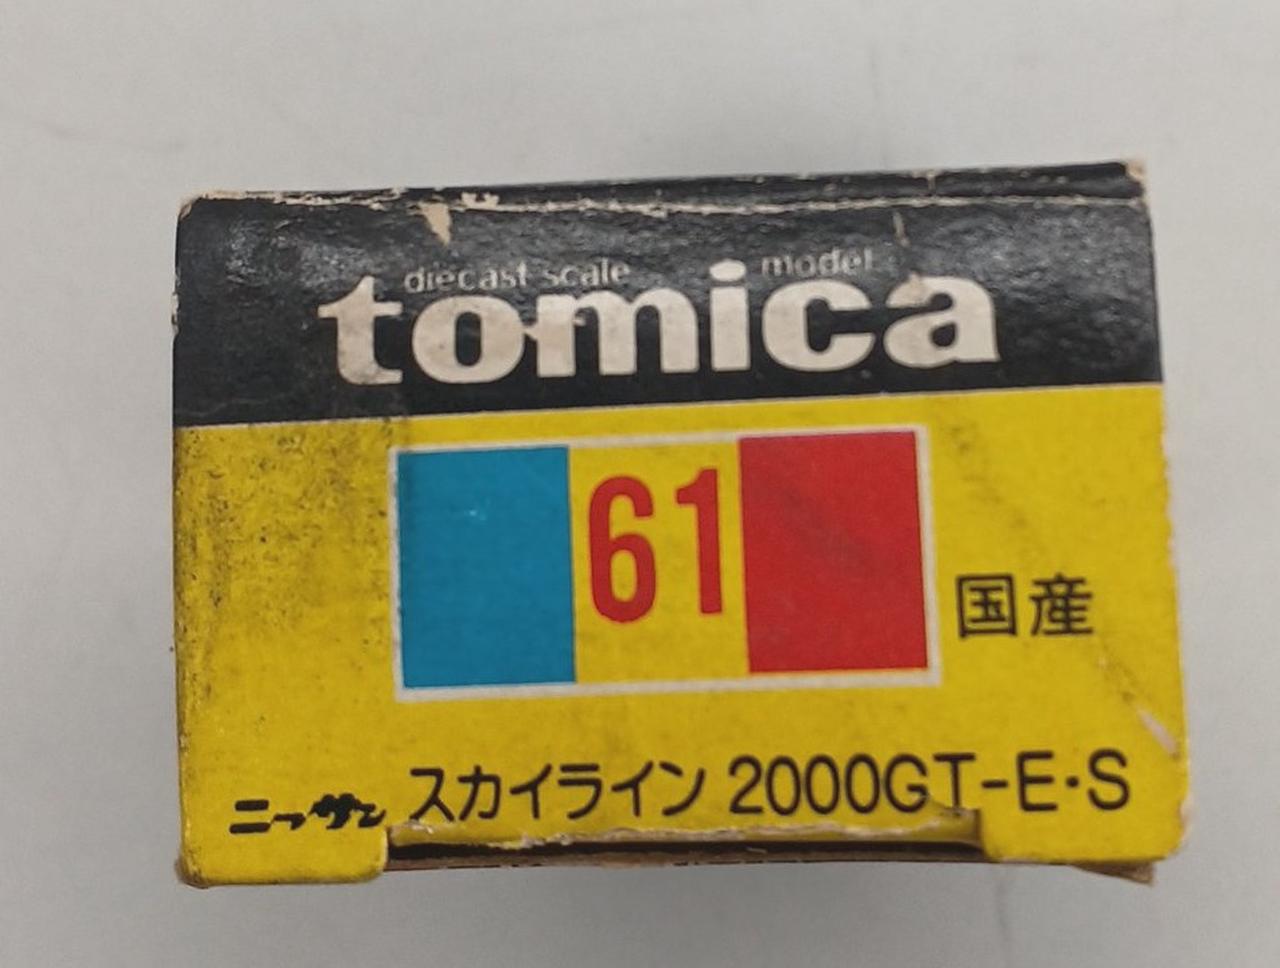 diecast scale model
tomica
61
国産
ニッサン スカイライン 2000GT-E·S